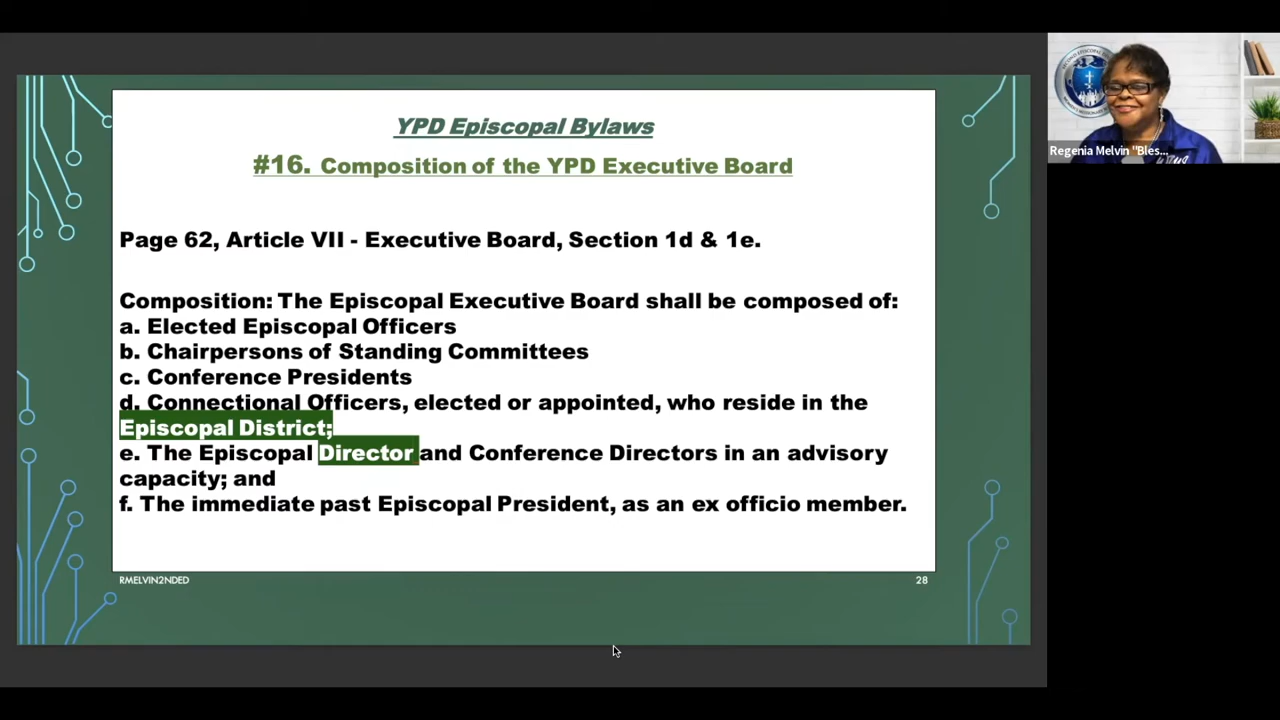 YPD Episcopal Bylaws
#16. Composition of the YPD Executive Board
Page 62, Article VII - Executive Board, Section 1d & 1e.
Composition: The Episcopal Executive Board shall be composed of:
a. Elected Episcopal Officers
b. Chairpersons of Standing Committees
c. Conference Presidents
d. Connectional Officers, elected or appointed, who reside in the
Episcopal District;
e. The Episcopal Director and Conference Directors in an advisory
capacity; and
f. The immediate past Episcopal President, as an ex officio member.
RMELVIN2NDED
28
Regenia Melvin "Bles...